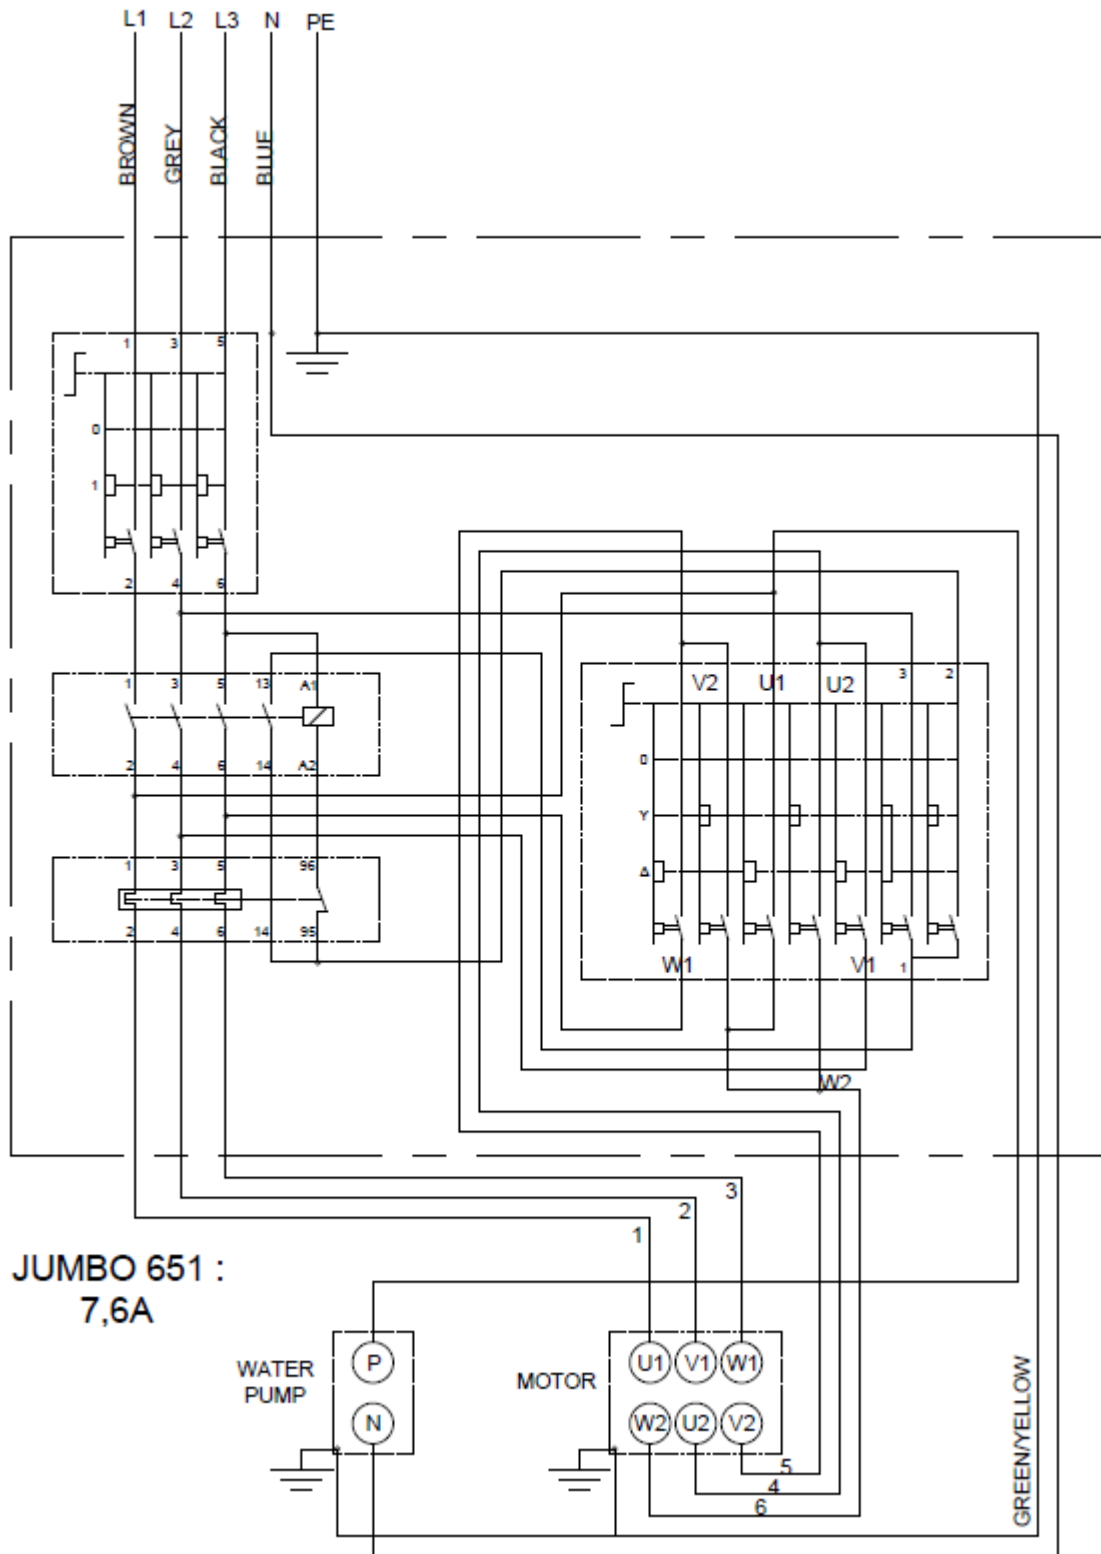 L1 L2 L3 N PE
BROWN
GREY
BLACK
BLUE
1 3 5
0
1
2 4 6
1 3 5 13 A1
2 4 6 14 A2
1 3 5 96
2 4 6 14 95
V2 U1 U2 3 2
0
Y
Δ
W1 V1 1
W2
3
2
1
JUMBO 651 :
7,6A
WATER
PUMP
P
N
MOTOR
U1 V1 W1
W2 U2 V2
5
4
6
GREEN/YELLOW